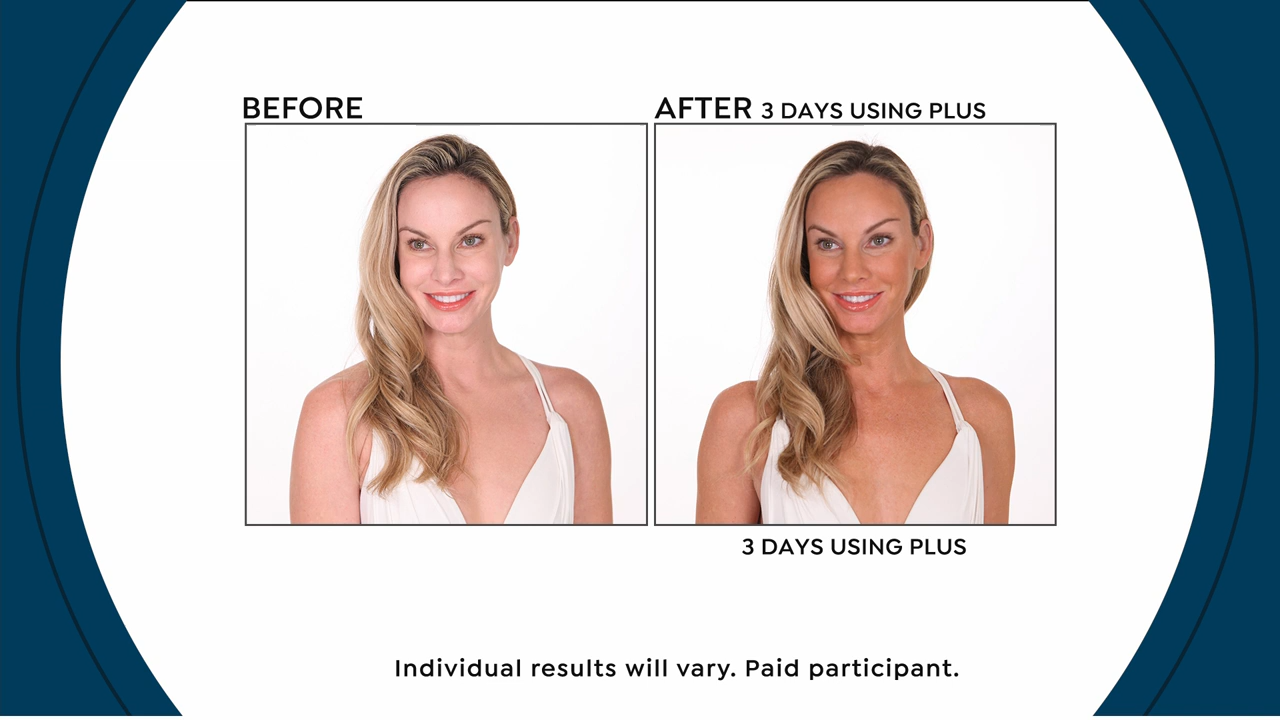 BEFORE
AFTER 3 DAYS USING PLUS
3 DAYS USING PLUS
Individual results will vary. Paid participant.